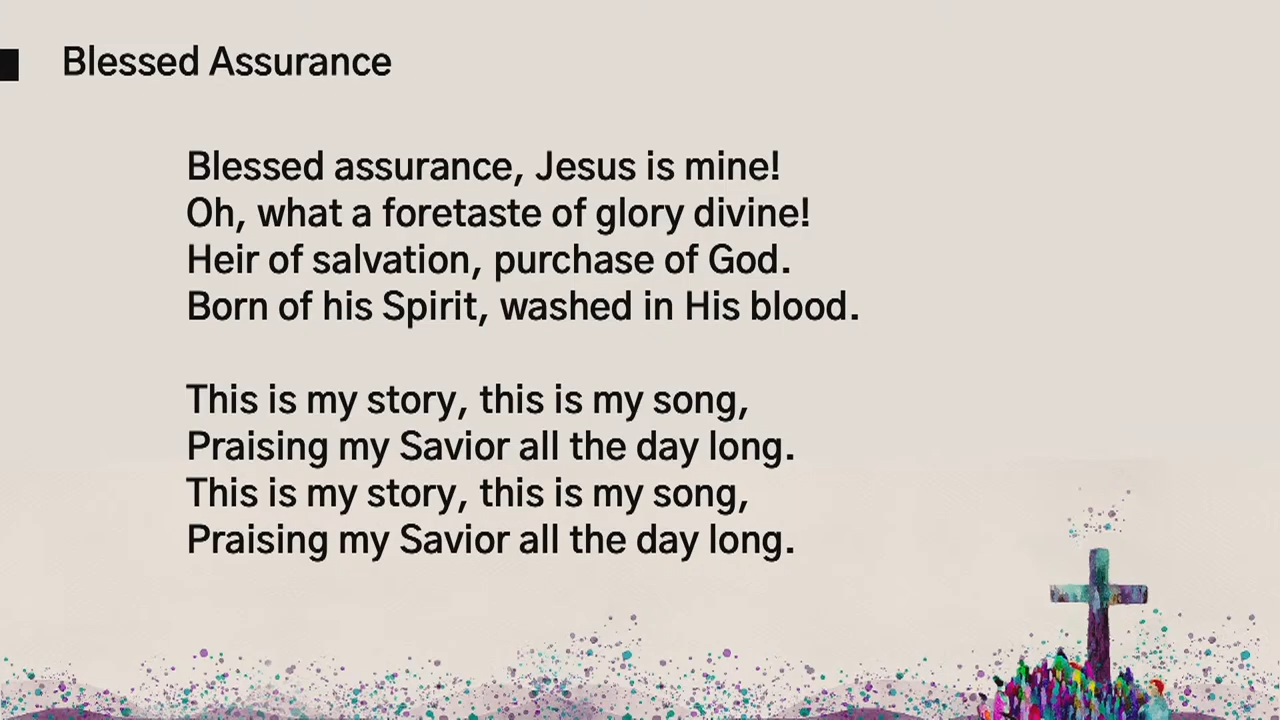 Blessed Assurance
Blessed assurance, Jesus is mine!
Oh, what a foretaste of glory divine!
Heir of salvation, purchase of God.
Born of his Spirit, washed in His blood.
This is my story, this is my song,
Praising my Savior all the day long.
This is my story, this is my song,
Praising my Savior all the day long.